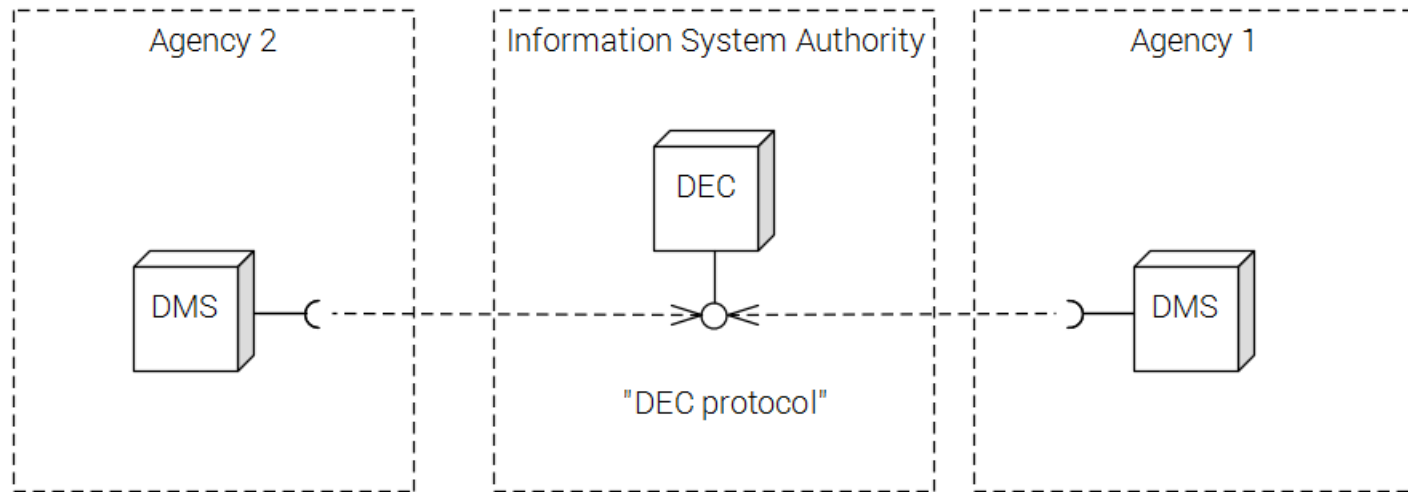 Agency 2
Information System Authority
Agency 1
DEC
DMS
DMS
"DEC protocol"